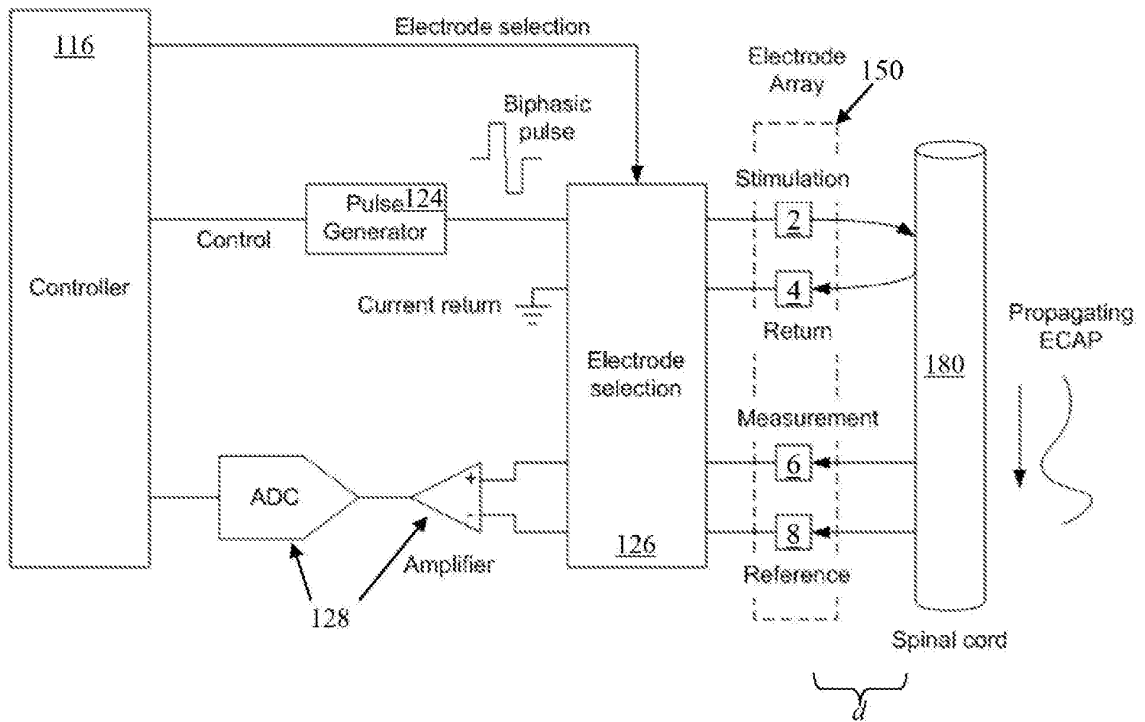 116
Electrode selection
Electrode
Array
150
Biphasic
pulse
Stimulation
Pulse 124
Generator
2
Control
Controller
Current return
4
Return
Propagating
ECAP
Electrode
selection
180
Measurement
6
ADC
+
-
8
126
Amplifier
Reference
128
Spinal cord
d